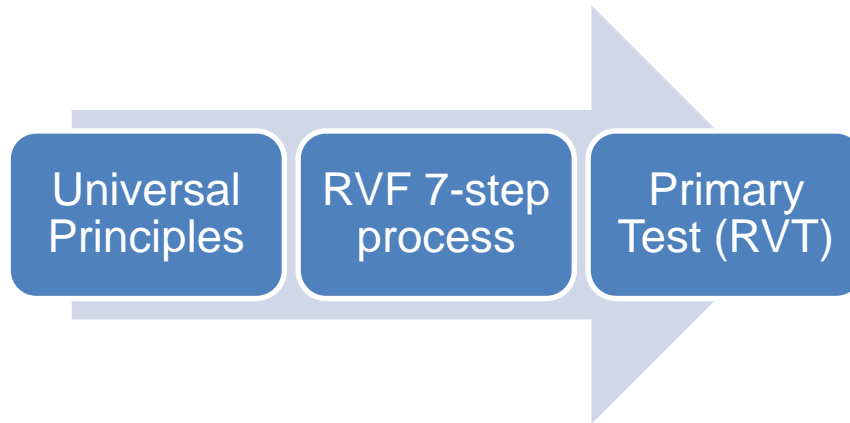 Universal
Principles
RVF 7-step
process
Primary
Test (RVT)